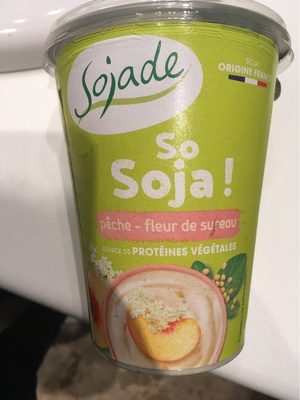 Sojade
SOJA
ORIGINE FRANCE
So
Soja !
pêche - fleur de sureau
SOURCE DE PROTÉINES VÉGÉTALES